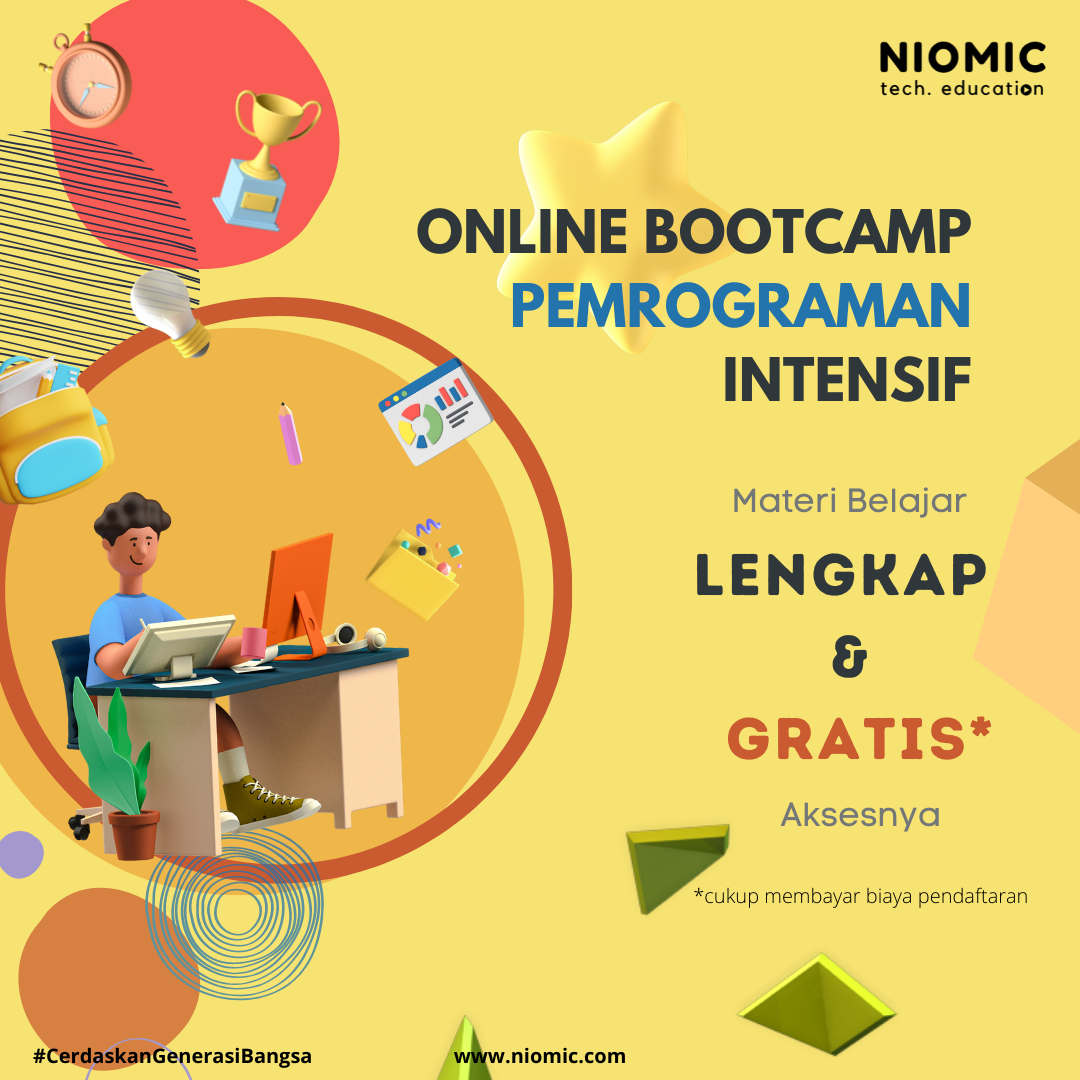 NIOMIC
tech. education
ONLINE BOOTCAMP
PEMROGRAMAN
INTENSIF
Materi Belajar
LENGKAP
&
GRATIS*
Aksesnya
*cukup membayar biaya pendaftaran
#CerdaskanGenerasiBangsa
www.niomic.com